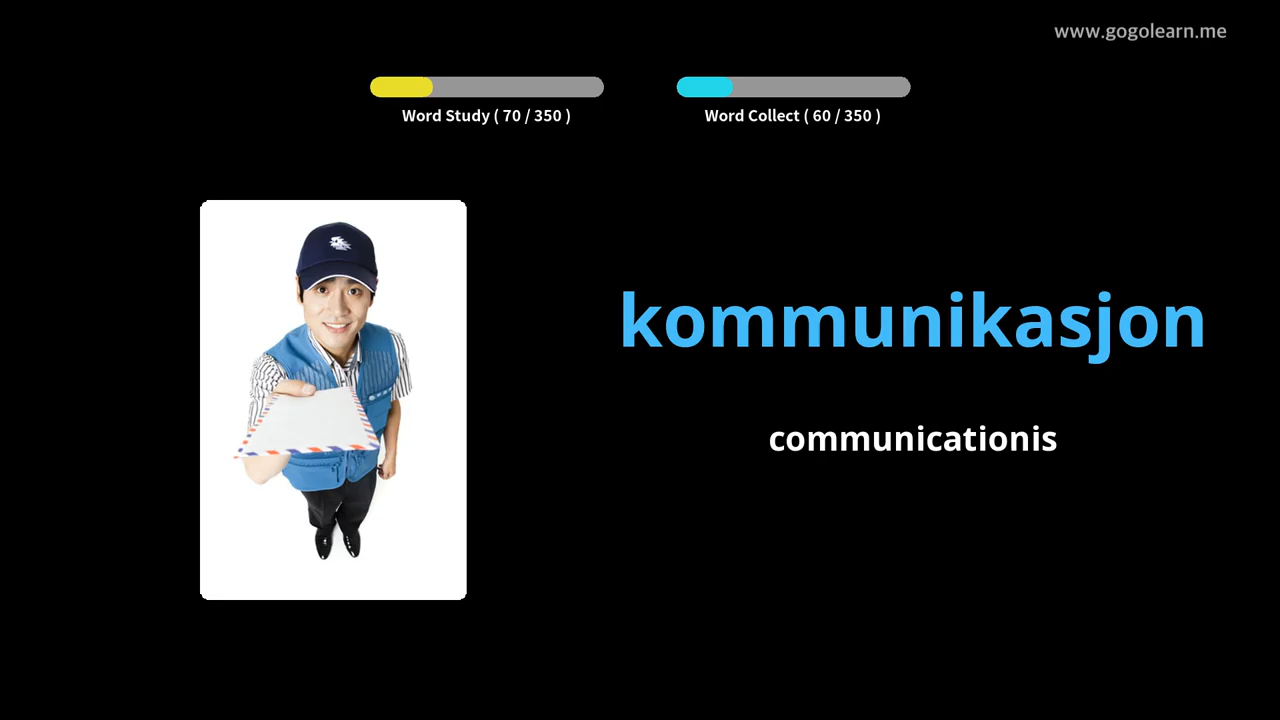 www.gogolearn.me
Word Study ( 70 / 350 )
Word Collect ( 60 / 350 )
kommunikasjon
communicationis